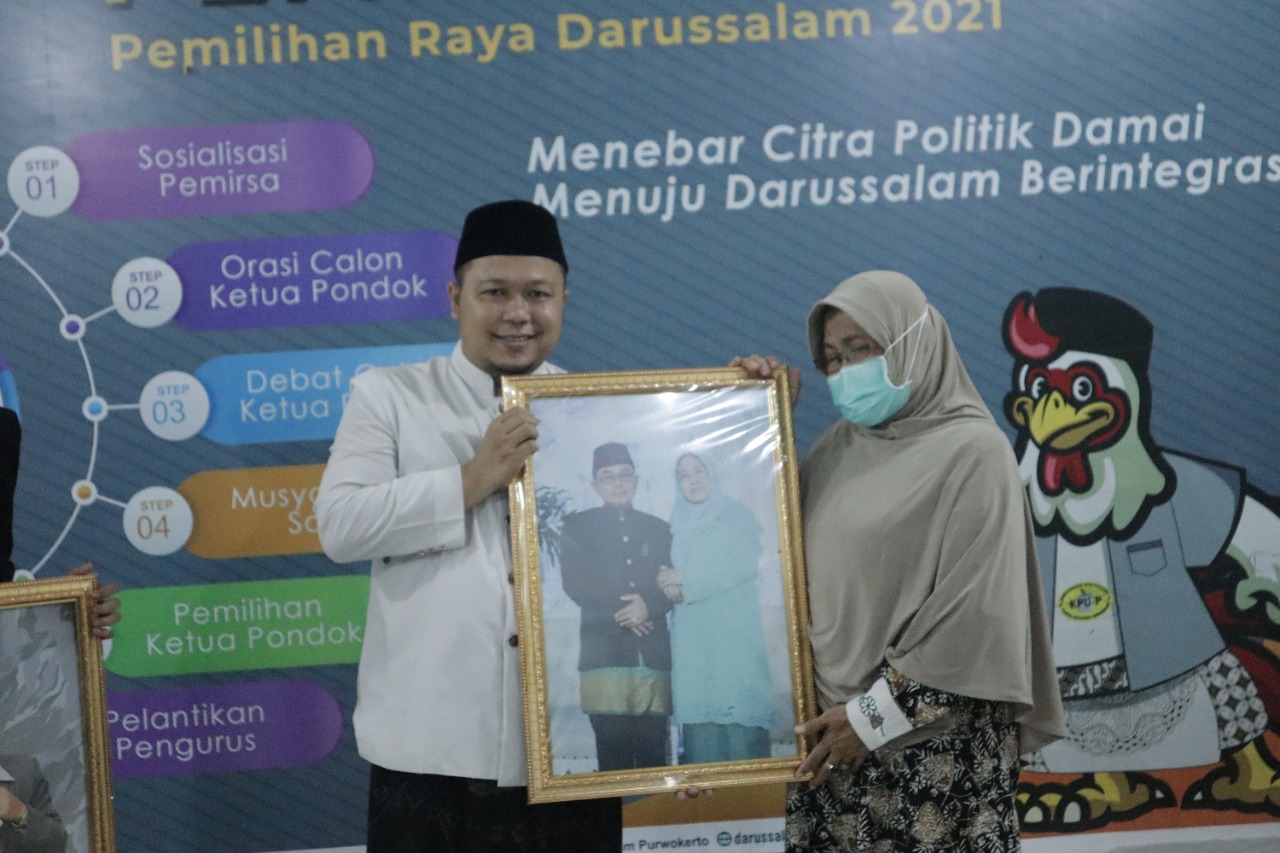 Pemilihan Raya Darussalam 2021
Menebar Citra Politik Damai
Menuju Darussalam Berintegras
STEP
01
Sosialisasi
Pemirsa
STEP
02
Orasi Calon
Ketua Pondok
STEP
03
Debat
Ketua
STEP
04
Pemilihan
Ketua Pondok
Pelantikan
Pengurus
KPU-P
Purwokerto